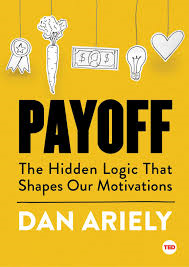 PAYOFF
The Hidden Logic That
Shapes Our Motivations
DAN ARIELY
TED